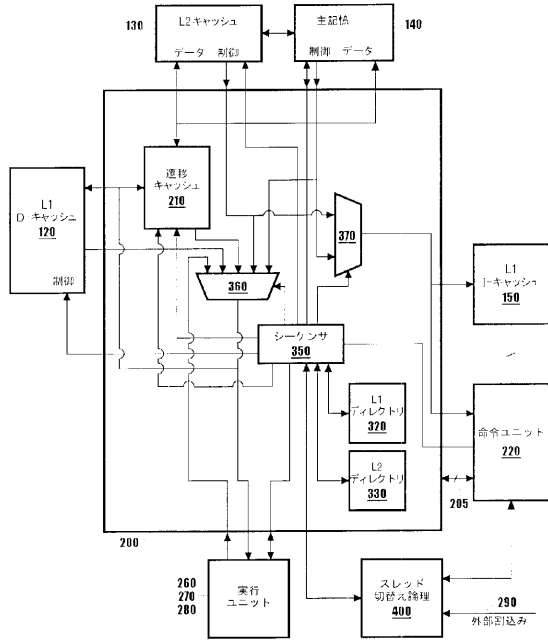 130
L2キャッシュ
データ 制御
主記憶
制御 データ
140
遷移
キャッシュ
210
L1
D-キャッシュ
120
制御
370
360
L1
I-キャッシュ
150
シーケンサ
350
L1
ディレクトリ
320
命令ユニット
220
L2
ディレクトリ
330
205
200
260
270
280
実行
ユニット
スレッド
切替え論理
400
290
外部割込み